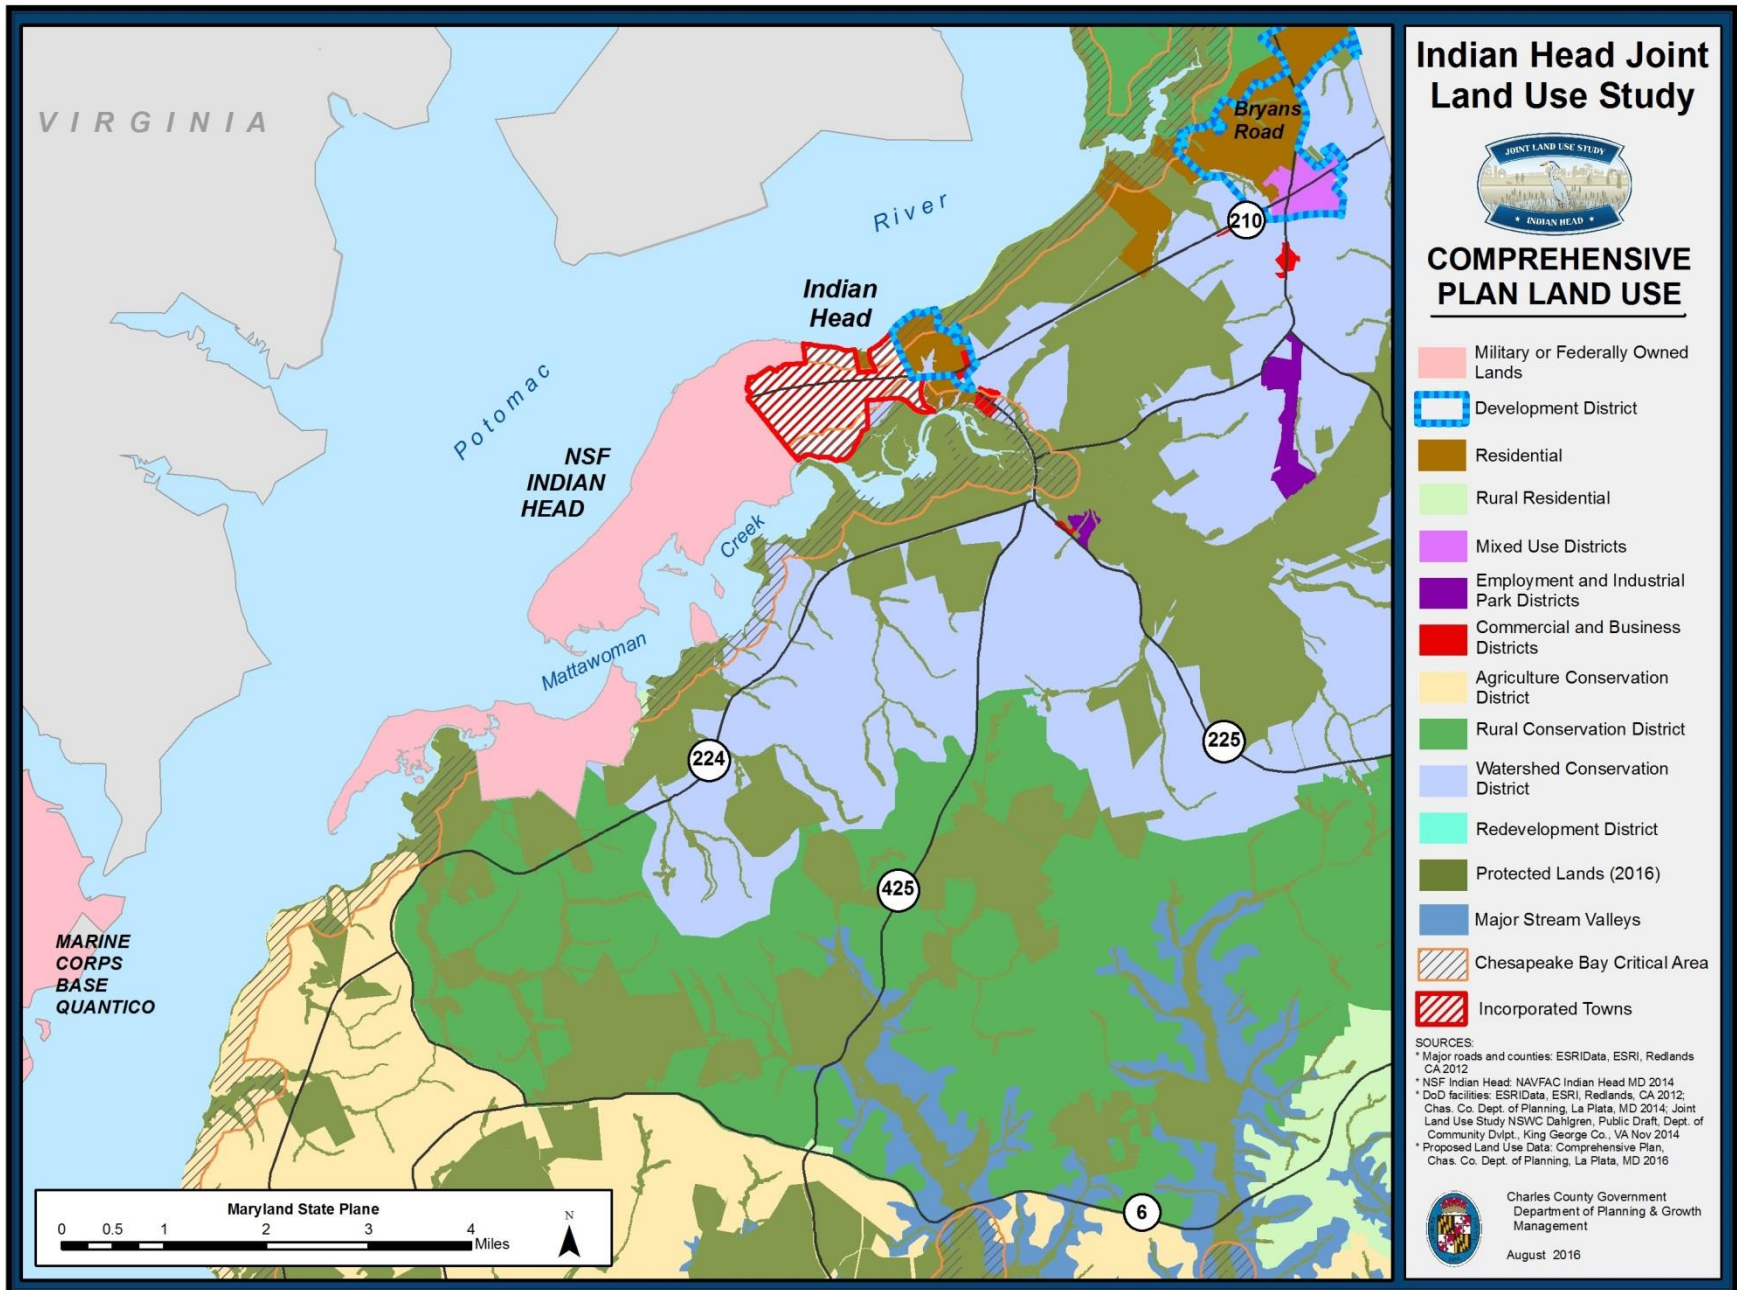 VIRGINIA
Bryans
Road
River
210
Indian
Head
Potomac
NSF
INDIAN
HEAD
Creek
Mattawoman
224
225
425
MARINE
CORPS
BASE
QUANTICO
6
Maryland State Plane
0 0.5 1 2 3 4
Miles
N
Indian Head Joint
Land Use Study
JOINT LAND USE STUDY
* INDIAN HEAD *
COMPREHENSIVE
PLAN LAND USE
Military or Federally Owned
Lands
Development District
Residential
Rural Residential
Mixed Use Districts
Employment and Industrial
Park Districts
Commercial and Business
Districts
Agriculture Conservation
District
Rural Conservation District
Watershed Conservation
District
Redevelopment District
Protected Lands (2016)
Major Stream Valleys
Chesapeake Bay Critical Area
Incorporated Towns
SOURCES:
* Major roads and counties: ESRIData, ESRI, Redlands
CA 2012
* NSF Indian Head: NAVFAC Indian Head MD 2014
* DoD facilities: ESRIData, ESRI, Redlands, CA 2012;
Chas. Co. Dept. of Planning, La Plata, MD 2014; Joint
Land Use Study NSWC Dahlgren, Public Draft, Dept. of
Community Dvlpt., King George Co., VA Nov 2014
* Proposed Land Use Data: Comprehensive Plan,
Chas. Co. Dept. of Planning, La Plata, MD 2016
Charles County Government
Department of Planning & Growth
Management
August 2016